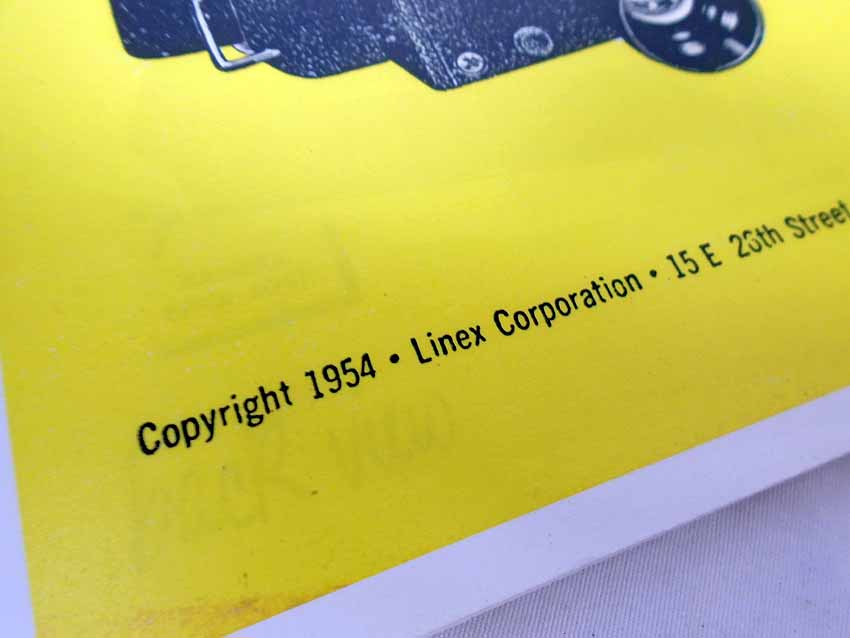 Copyright 1954 • Linex Corporation • 15 E 26th Street